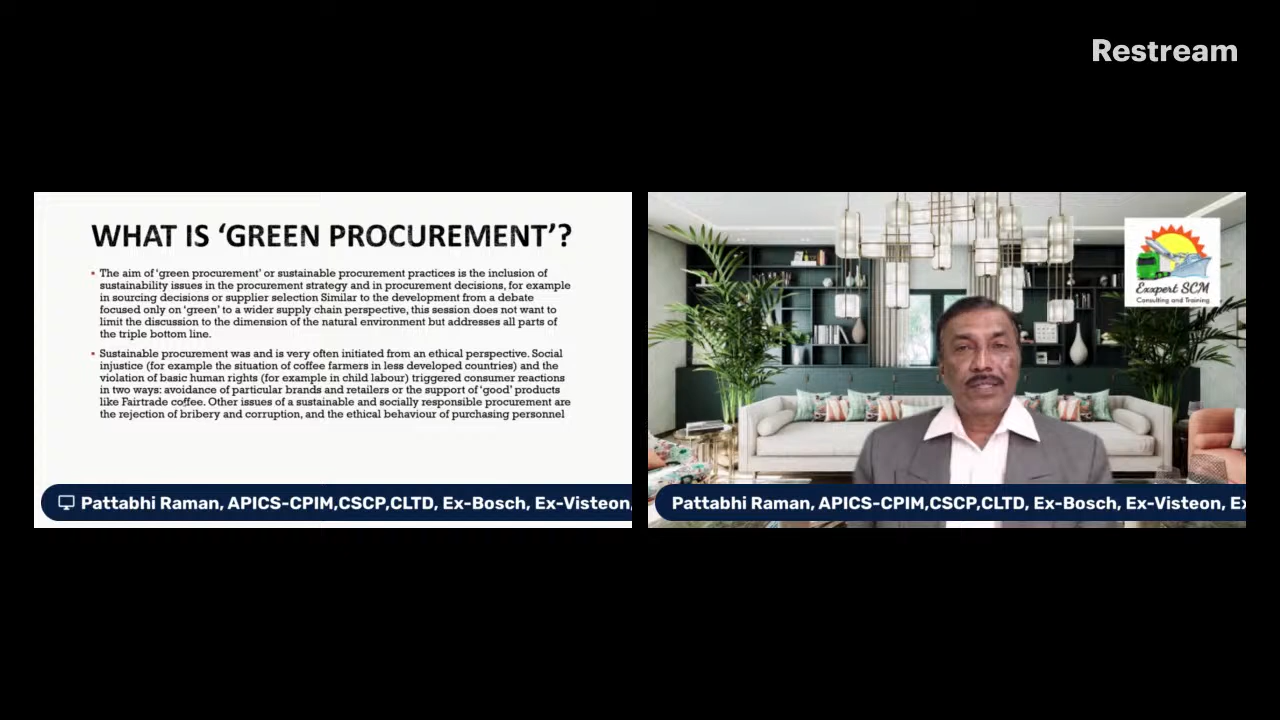 Restream
WHAT IS ‘GREEN PROCUREMENT’?
▪ The aim of ‘green procurement’ or sustainable procurement practices is the inclusion of
sustainability issues in the procurement strategy and in procurement decisions, for example
in sourcing decisions or supplier selection Similar to the development from a debate
focused only on ‘green’ to a wider supply chain perspective, this session does not want to
limit the discussion to the dimension of the natural environment but addresses all parts of
the triple bottom line.
▪ Sustainable procurement was and is very often initiated from an ethical perspective. Social
injustice (for example the situation of coffee farmers in less developed countries) and the
violation of basic human rights (for example in child labour) triggered consumer reactions
in two ways: avoidance of particular brands and retailers or the support of ‘good’ products
like Fairtrade coffee. Other issues of a sustainable and socially responsible procurement are
the rejection of bribery and corruption, and the ethical behaviour of purchasing personnel
Pattabhi Raman, APICS-CPIM,CSCP,CLTD, Ex-Bosch, Ex-Visteon,
Exxpert SCM
Consulting and Training
Pattabhi Raman, APICS-CPIM,CSCP,CLTD, Ex-Bosch, Ex-Visteon, Ex